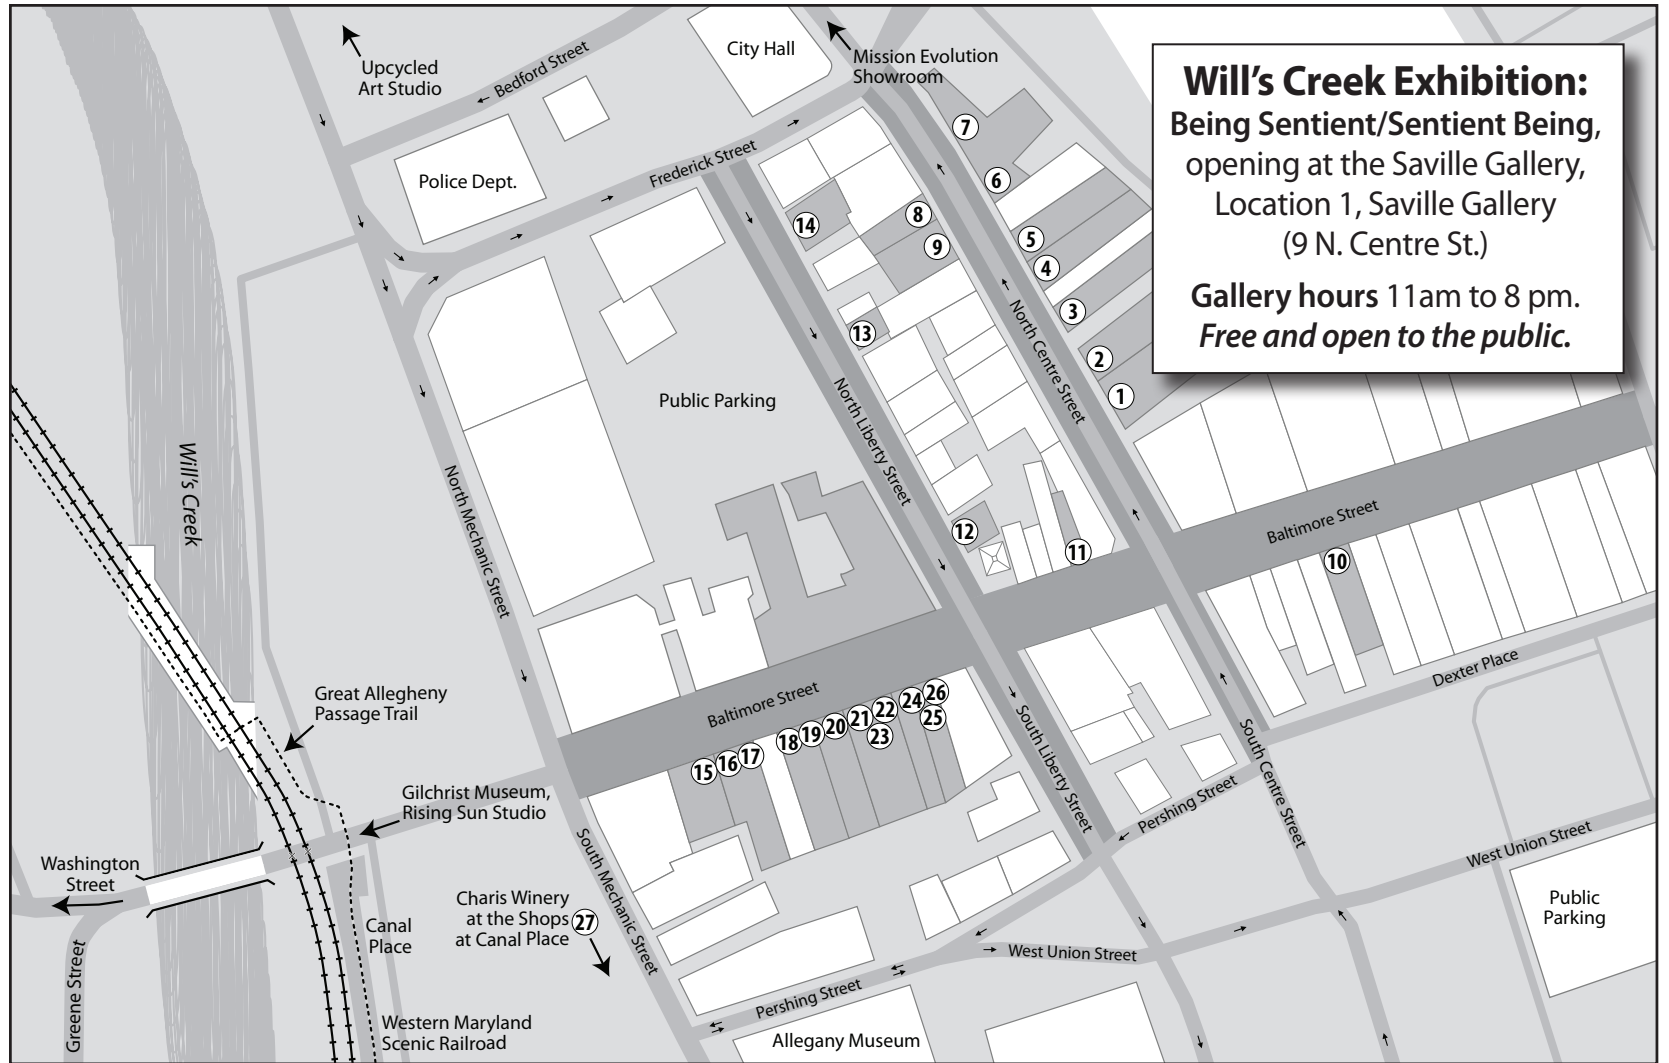 Will's Creek Exhibition:
Being Sentient/Sentient Being,
opening at the Saville Gallery,
Location 1, Saville Gallery
(9 N. Centre St.)
Gallery hours 11am to 8 pm.
Free and open to the public.
Upcycled
Art Studio
Bedford Street
City Hall
Mission Evolution
Showroom
Police Dept.
Frederick Street
7
6
14
8
9
5
4
3
13
2
1
North Centre Street
Public Parking
North Liberty Street
Will's Creek
North Mechanic Street
12
11
Baltimore Street
10
Dexter Place
Great Allegheny
Passage Trail
Baltimore Street
15
16
17
18
19
20
21
22
23
24
25
26
South Liberty Street
South Centre Street
Gilchrist Museum,
Rising Sun Studio
Pershing Street
West Union Street
Washington
Street
South Mechanic Street
Charis Winery
at the Shops
at Canal Place
27
Canal
Place
Public
Parking
Greene Street
West Union Street
Pershing Street
Western Maryland
Scenic Railroad
Allegany Museum